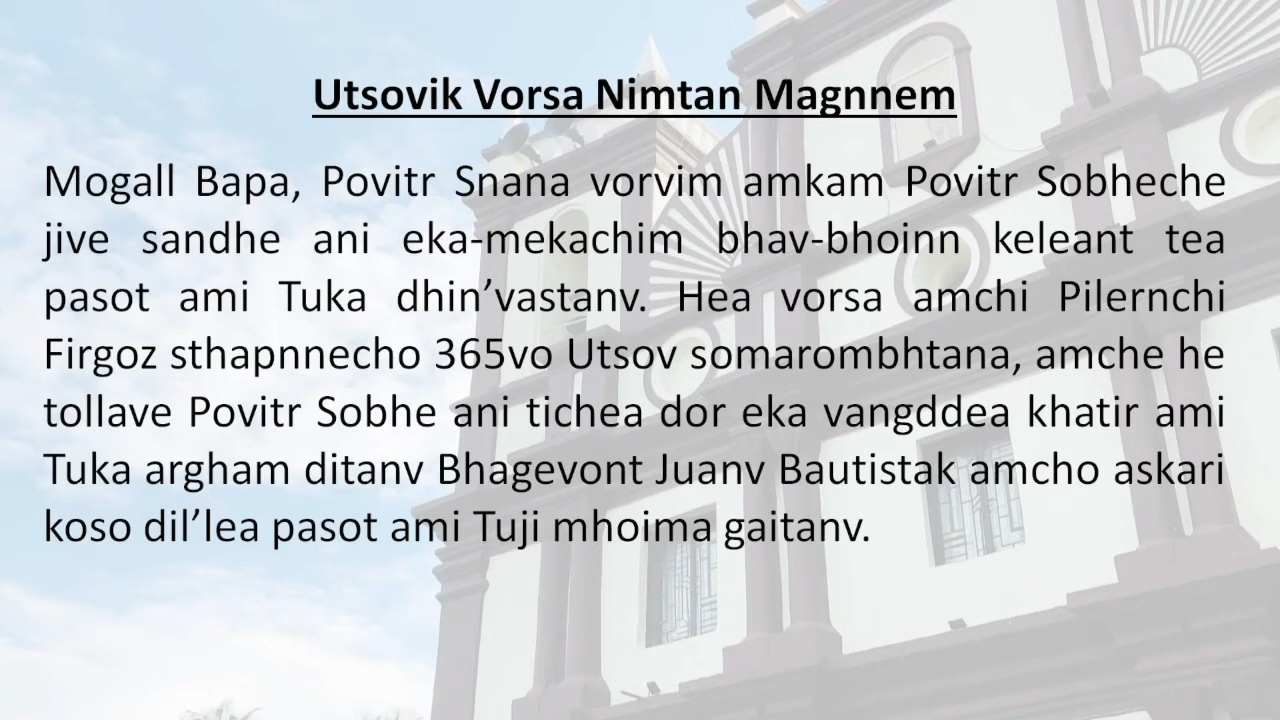 Utsovik Vorsa Nimtan Magnnem
Mogall Bapa, Povitr Snana vorvim amkam Povitr Sobheche
jive sandhe ani eka-mekachim bhav-bhoinn keleant tea
pasot ami Tuka dhin’vastanv. Hea vorsa amchi Pilernchi
Firgoz sthapnnecho 365vo Utsov somarombhtana, amche he
tollave Povitr Sobhe ani tichea dor eka vangddea khatir ami
Tuka argham ditanv Bhagevont Juanv Bautistak amcho askari
koso dil’lea pasot ami Tuji mhoima gaitanv.